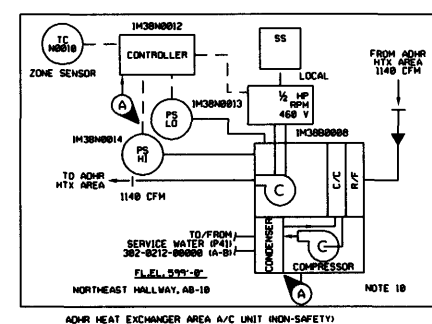 1M38N0012
TC
N0010
ZONE SENSOR
CONTROLLER
SS
LOCAL
FROM ADHR
HTX AREA
1140 CFM
A
PS
LO
1M38N0013
½ HP
RPM
460 V
1M38N0014
PS
HI
1M38B0008
TO ADHR
HTX AREA
1140 CFM
C
C/C
R/F
TO/FROM
SERVICE WATER (P41)
302-0212-00000 (A-8)
CONDENSER
C
COMPRESSOR
FL.EL. 599'-0"
NORTHEAST HALLWAY, AB-10
A
NOTE 10
ADHR HEAT EXCHANGER AREA A/C UNIT (NON-SAFETY)